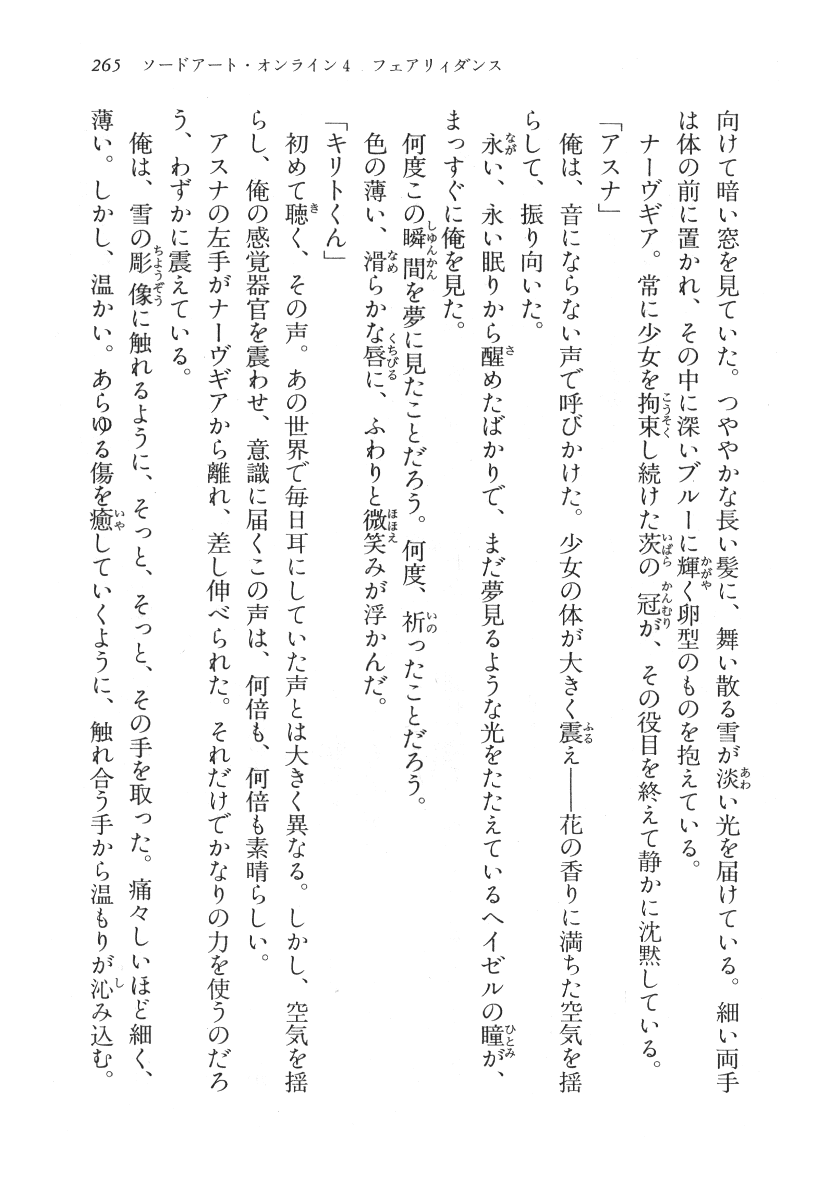 265　ソードアート・オンライン4　フェアリィダンス
向けて暗い窓を見ていた。つややかな長い髪に、舞い散る雪が淡い光を届けている。細い両手
は体の前に置かれ、その中に深いブルーに輝く卵型のものを抱えている。
　ナーヴギア。常に少女を拘束し続けた茨の冠が、その役目を終えて静かに沈黙している。
「アスナ」
　俺は、音にならない声で呼びかけた。少女の体が大きく震え――花の香りに満ちた空気を揺
らして、振り向いた。
　永い、永い眠りから醒めたばかりで、まだ夢見るような光をたたえているヘイゼルの瞳が、
まっすぐに俺を見た。
　何度この瞬間を夢に見たことだろう。何度、祈ったことだろう。
　色の薄い、滑らかな唇に、ふわりと微笑みが浮かんだ。
「キリトくん」
　初めて聴く、その声。あの世界で毎日耳にしていた声とは大きく異なる。しかし、空気を揺
らし、俺の感覚器官を震わせ、意識に届くこの声は、何倍も、何倍も素晴らしい。
　アスナの左手がナーヴギアから離れ、差し伸べられた。それだけでかなりの力を使うのだろ
う、わずかに震えている。
　俺は、雪の彫像に触れるように、そっと、そっと、その手を取った。痛々しいほど細く、
薄い。しかし、温かい。あらゆる傷を癒していくように、触れ合う手から温もりが沁み込む。